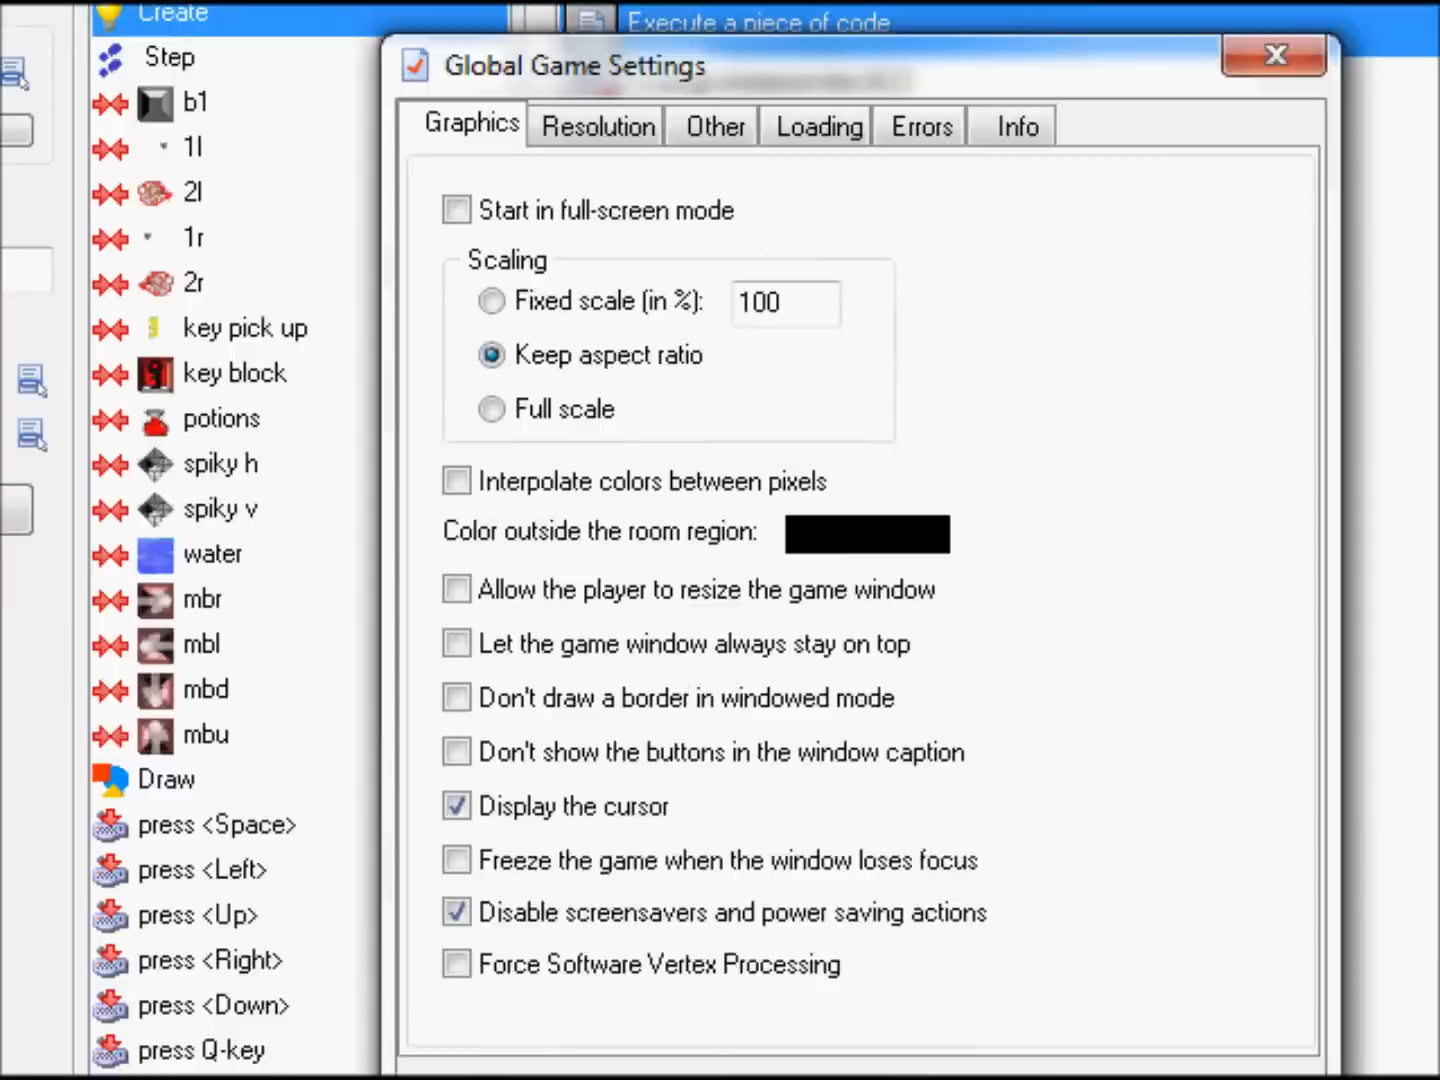 Create
Execute a piece of code
Step
b1
1l
2l
1r
2r
key pick up
key block
potions
spiky h
spiky v
water
mbr
mbl
mbd
mbu
Draw
press <Space>
press <Left>
press <Up>
press <Right>
press <Down>
press Q-key
Global Game Settings
Graphics Resolution Other Loading Errors Info
Start in full-screen mode
Scaling
Fixed scale (in %): 100
Keep aspect ratio
Full scale
Interpolate colors between pixels
Color outside the room region:
Allow the player to resize the game window
Let the game window always stay on top
Don't draw a border in windowed mode
Don't show the buttons in the window caption
Display the cursor
Freeze the game when the window loses focus
Disable screensavers and power saving actions
Force Software Vertex Processing